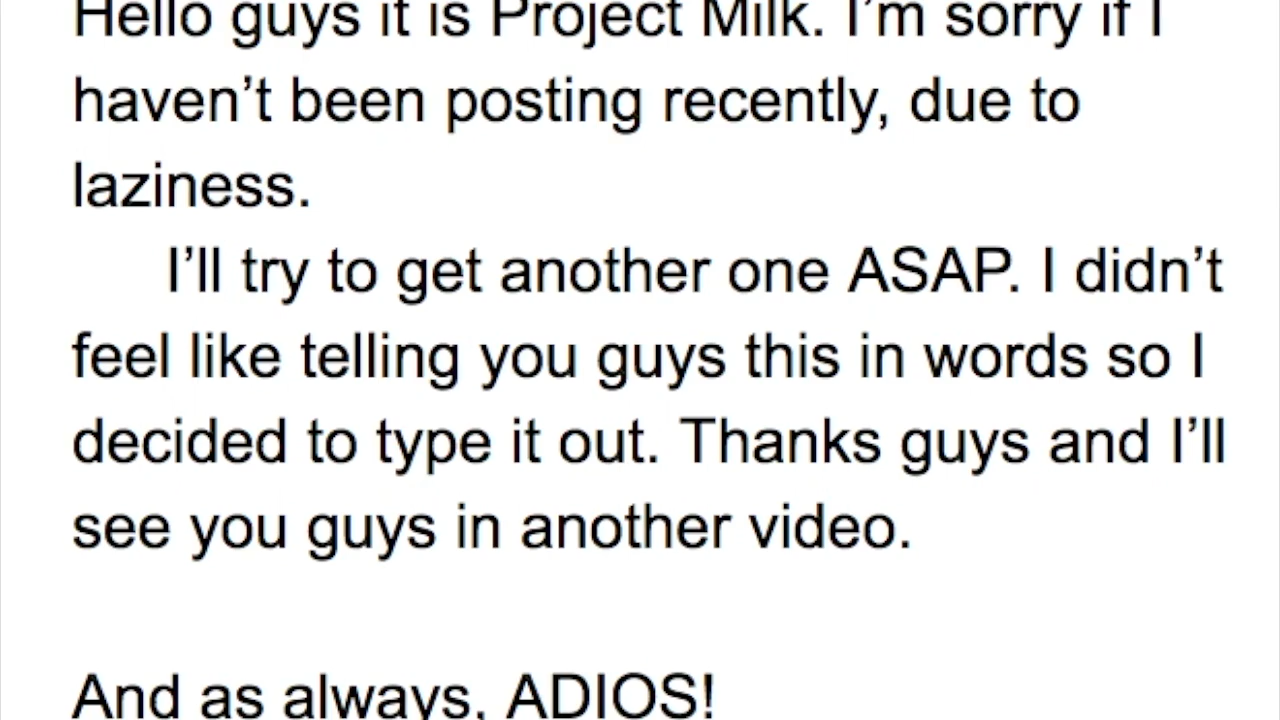 Hello guys it is Project Milk. I’m sorry if I
haven’t been posting recently, due to
laziness.
I’ll try to get another one ASAP. I didn’t
feel like telling you guys this in words so I
decided to type it out. Thanks guys and I’ll
see you guys in another video.
And as always, ADIOS!